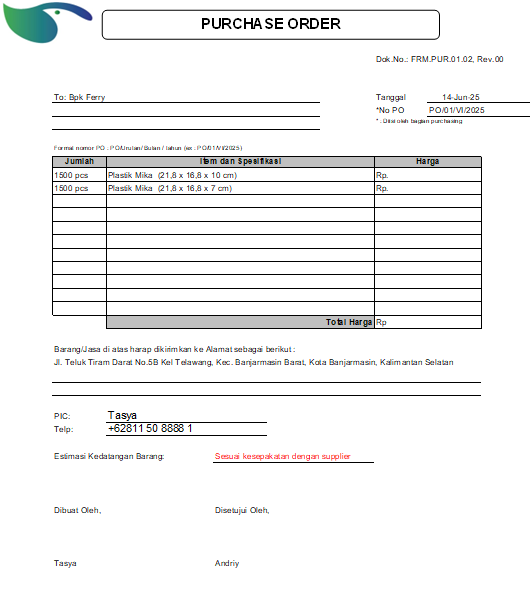 PURCHASE ORDER
Dok.No.: FRM.PUR.01.02, Rev.00
To: Bpk Ferry
Tanggal 14-Jun-25
*No PO PO/01/VI/2025
* : Diisi oleh bagian purchasing
Format nomor PO : PO/Urutan/Bulan / tahun (ex : PO/01/VI/2025)
Jumlah Item dan Spesifikasi Harga
1500 pcs Plastik Mika (21,8 x 16,8 x 10 cm) Rp.
1500 pcs Plastik Mika (21,8 x 16,8 x 7 cm) Rp.
Total Harga Rp
Barang/Jasa di atas harap dikirimkan ke Alamat sebagai berikut :
Jl. Teluk Tiram Darat No.5B Kel Telawang, Kec. Banjarmasin Barat, Kota Banjarmasin, Kalimantan Selatan
PIC: Tasya
Telp: +62811 50 8888 1
Estimasi Kedatangan Barang: Sesuai kesepakatan dengan supplier
Dibuat Oleh, Disetujui Oleh,
Tasya Andriy